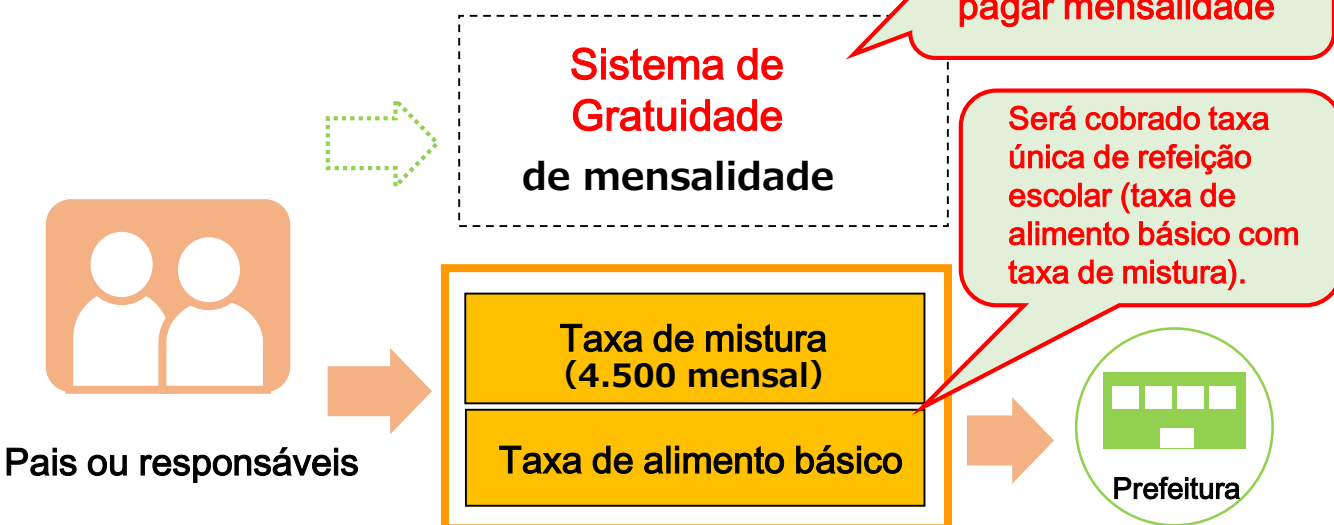 pagar mensalidade
Sistema de
Gratuidade
de mensalidade
Será cobrado taxa
única de refeição
escolar (taxa de
alimento básico com
taxa de mistura).
Taxa de mistura
（4.500 mensal）
Taxa de alimento básico
Pais ou responsáveis
Prefeitura